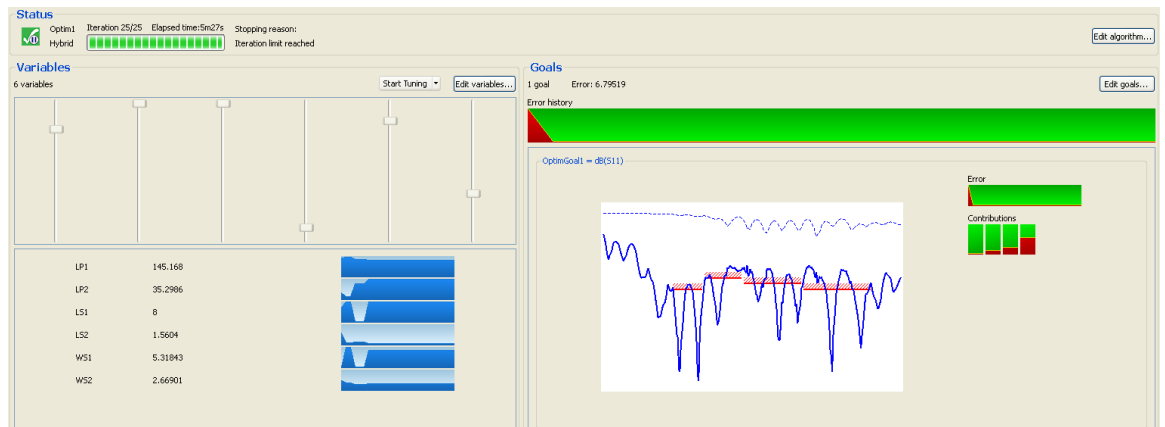 Status
Optim1 Iteration 25/25 Elapsed time:5m27s Stopping reason:
Hybrid Iteration limit reached
Edit algorithm...
Variables
6 variables
Start Tuning
Edit variables...
LP1 145.168
LP2 35.2986
LS1 8
LS2 1.5604
WS1 5.31843
WS2 2.66901
Goals
1 goal Error: 6.79519
Edit goals...
Error history
OptimGoal1 = dB(S11)
Error
Contributions